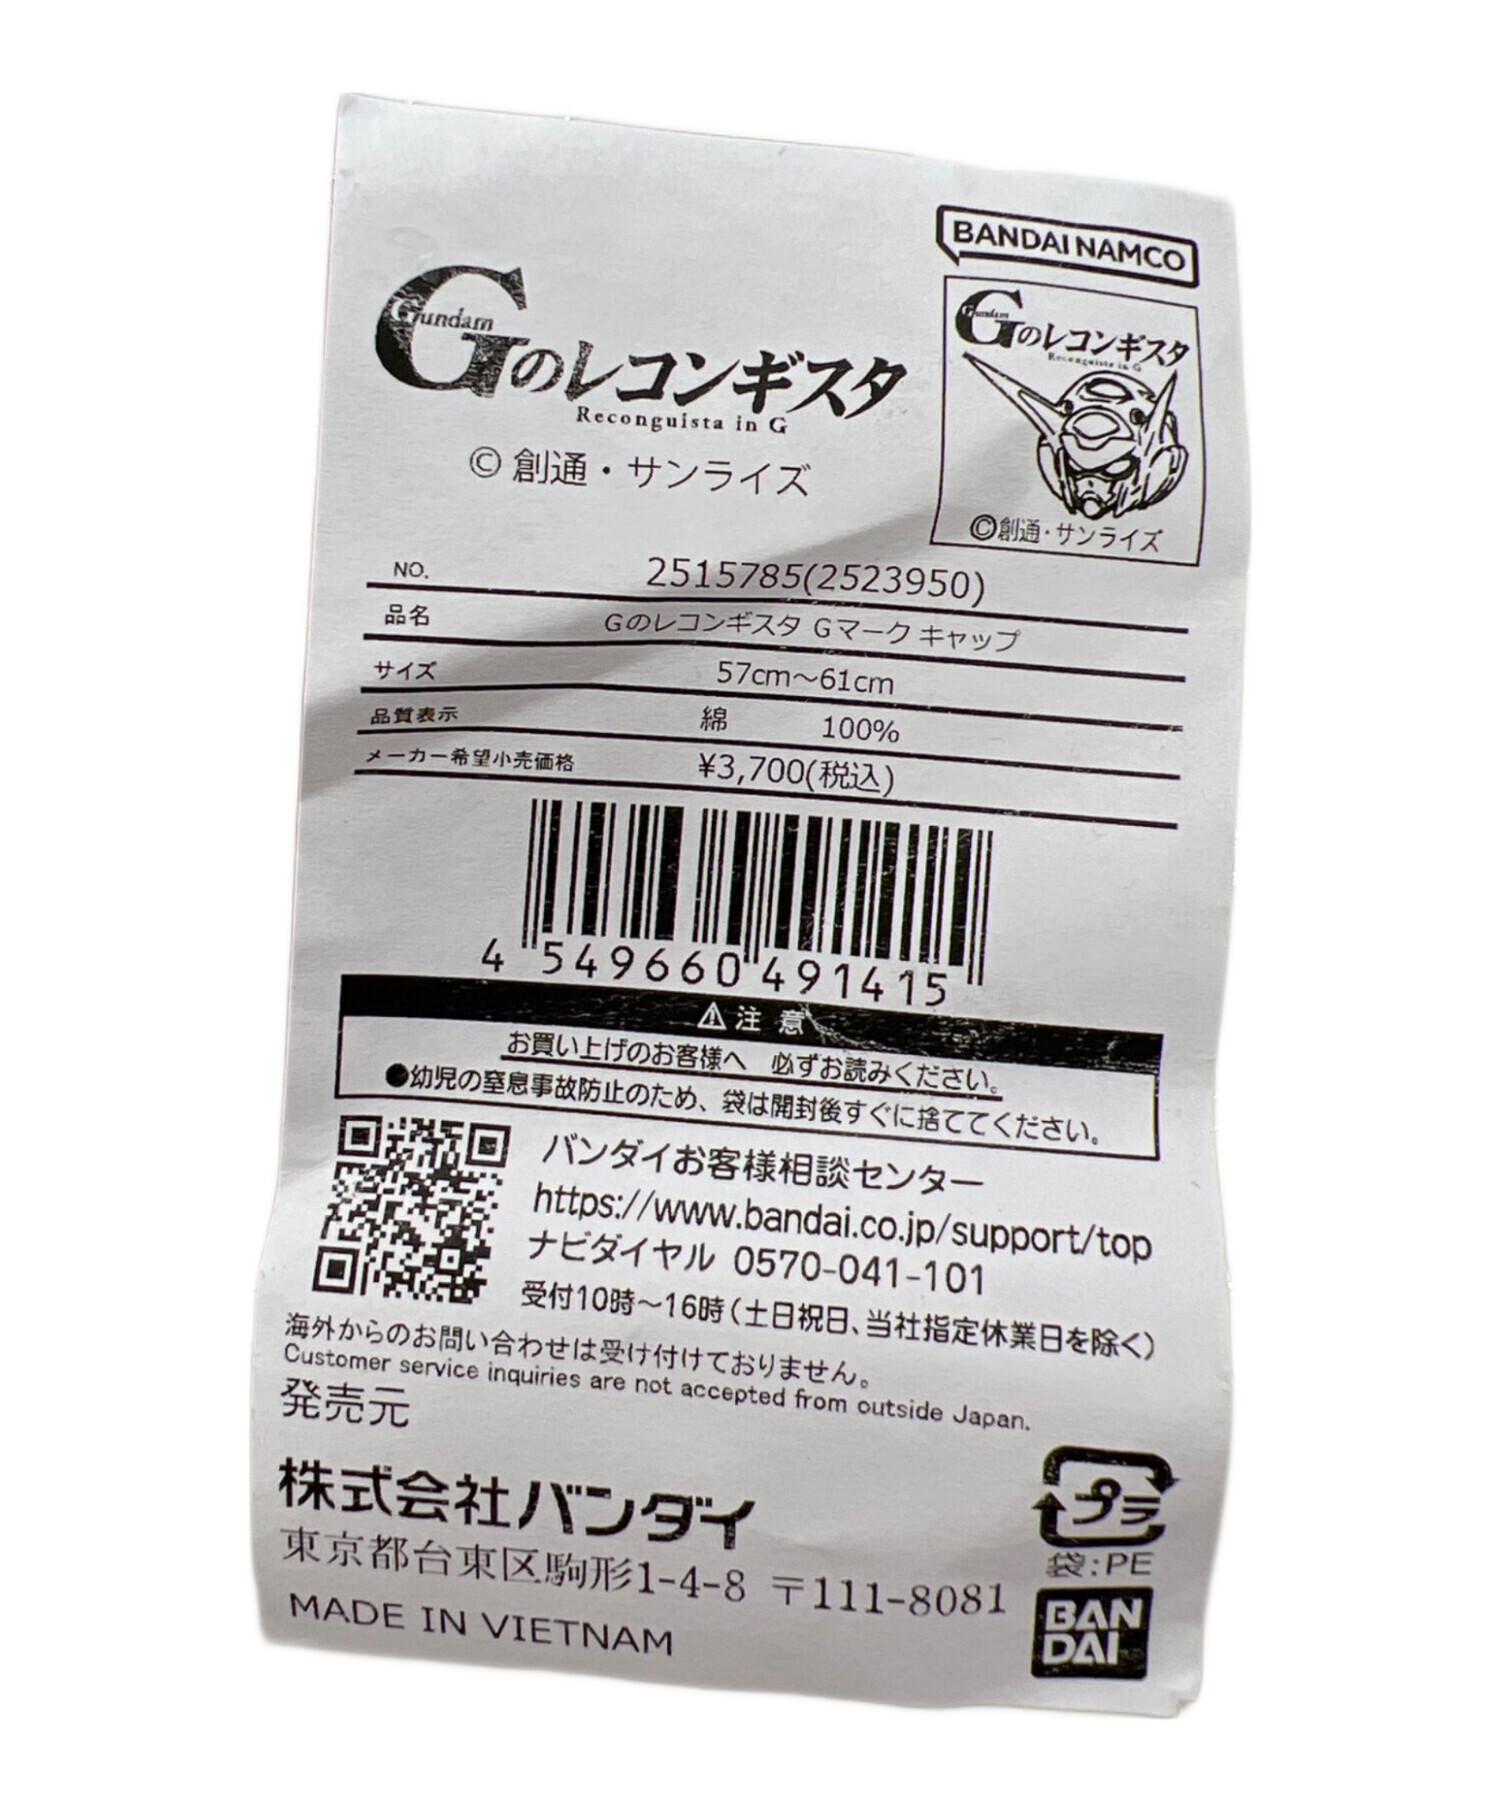 BANDAI NAMCO
Gundam
Gのレコンギスタ
Reconguista in G
©創通・サンライズ
Gundam
Gのレコンギスタ
Reconguista in G
©創通・サンライズ
NO. 2515785(2523950)
品名 Gのレコンギスタ Gマーク キャップ
サイズ 57cm～61cm
品質表示 綿 100%
メーカー希望小売価格 ¥3,700(税込)
4 549660 491415
⚠注意
お買い上げのお客様へ 必ずお読みください。
●幼児の窒息事故防止のため、袋は開封後すぐに捨ててください。
バンダイお客様相談センター
https://www.bandai.co.jp/support/top
ナビダイヤル 0570-041-101
受付10時～16時(土日祝日、当社指定休業日を除く)
海外からのお問い合わせは受け付けておりません。
Customer service inquiries are not accepted from outside Japan.
発売元
株式会社バンダイ
東京都台東区駒形1-4-8 〒111-8081
MADE IN VIETNAM
プラ
袋:PE
BAN
DAI